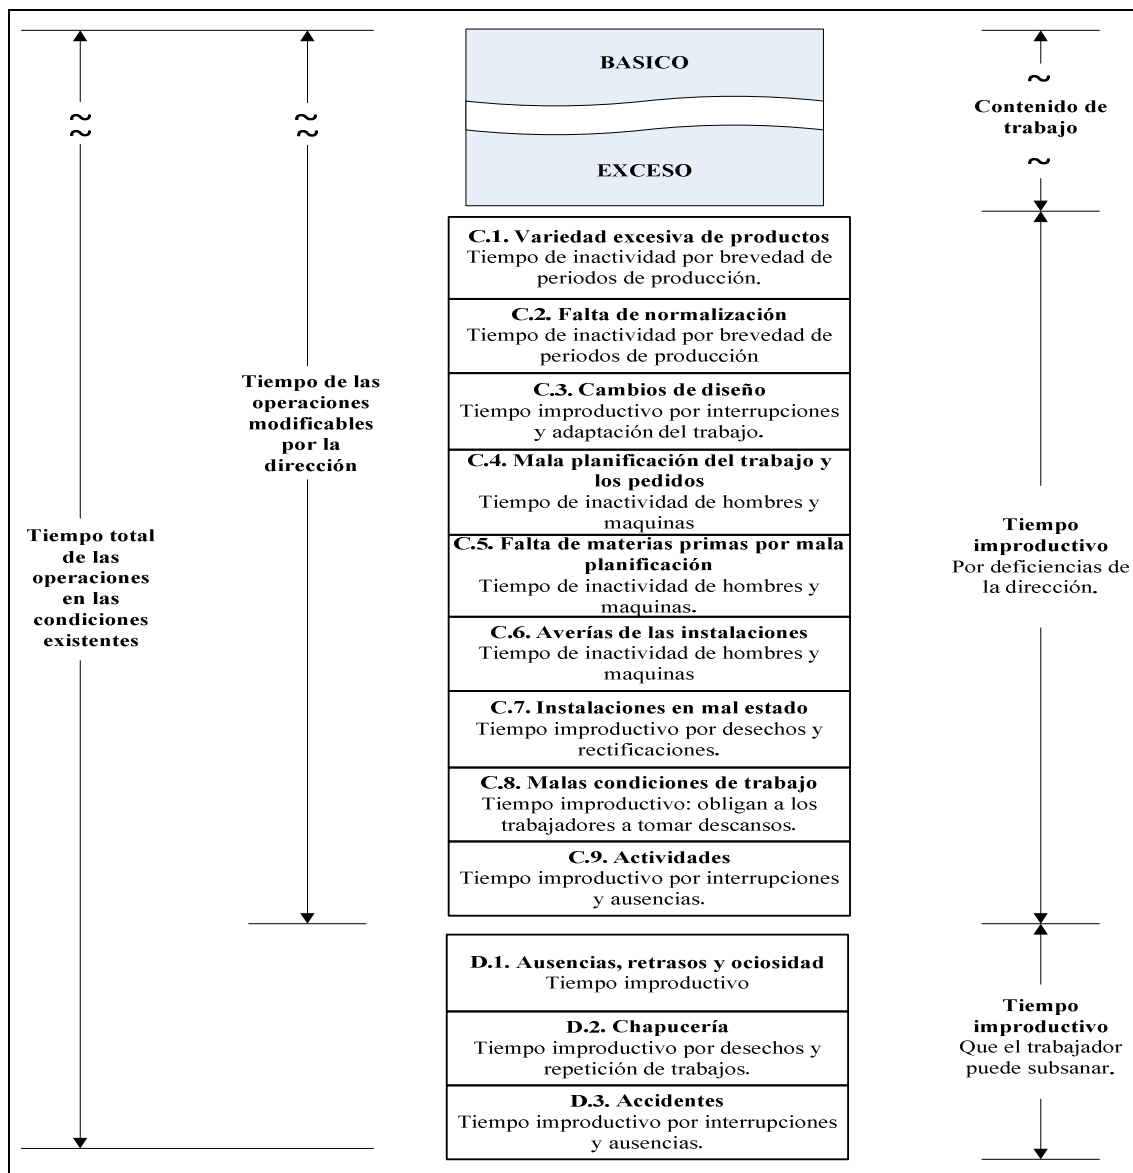 BASICO
EXCESO
Contenido de
trabajo
C.1. Variedad excesiva de productos
Tiempo de inactividad por brevedad de
periodos de producción.
C.2. Falta de normalización
Tiempo de inactividad por brevedad de
periodos de producción
C.3. Cambios de diseño
Tiempo improductivo por interrupciones
y adaptación del trabajo.
C.4. Mala planificación del trabajo y
los pedidos
Tiempo de inactividad de hombres y
maquinas
C.5. Falta de materias primas por mala
planificación
Tiempo de inactividad de hombres y
maquinas.
C.6. Averías de las instalaciones
Tiempo de inactividad de hombres y
maquinas
C.7. Instalaciones en mal estado
Tiempo improductivo por desechos y
rectificaciones.
C.8. Malas condiciones de trabajo
Tiempo improductivo: obligan a los
trabajadores a tomar descansos.
C.9. Actividades
Tiempo improductivo por interrupciones
y ausencias.
D.1. Ausencias, retrasos y ociosidad
Tiempo improductivo
D.2. Chapucería
Tiempo improductivo por desechos y
repetición de trabajos.
D.3. Accidentes
Tiempo improductivo por interrupciones
y ausencias.
Tiempo total
de las
operaciones
en las
condiciones
existentes
Tiempo de las
operaciones
modificables
por la
dirección
Tiempo
improductivo
Por deficiencias de
la dirección.
Tiempo
improductivo
Que el trabajador
puede subsanar.